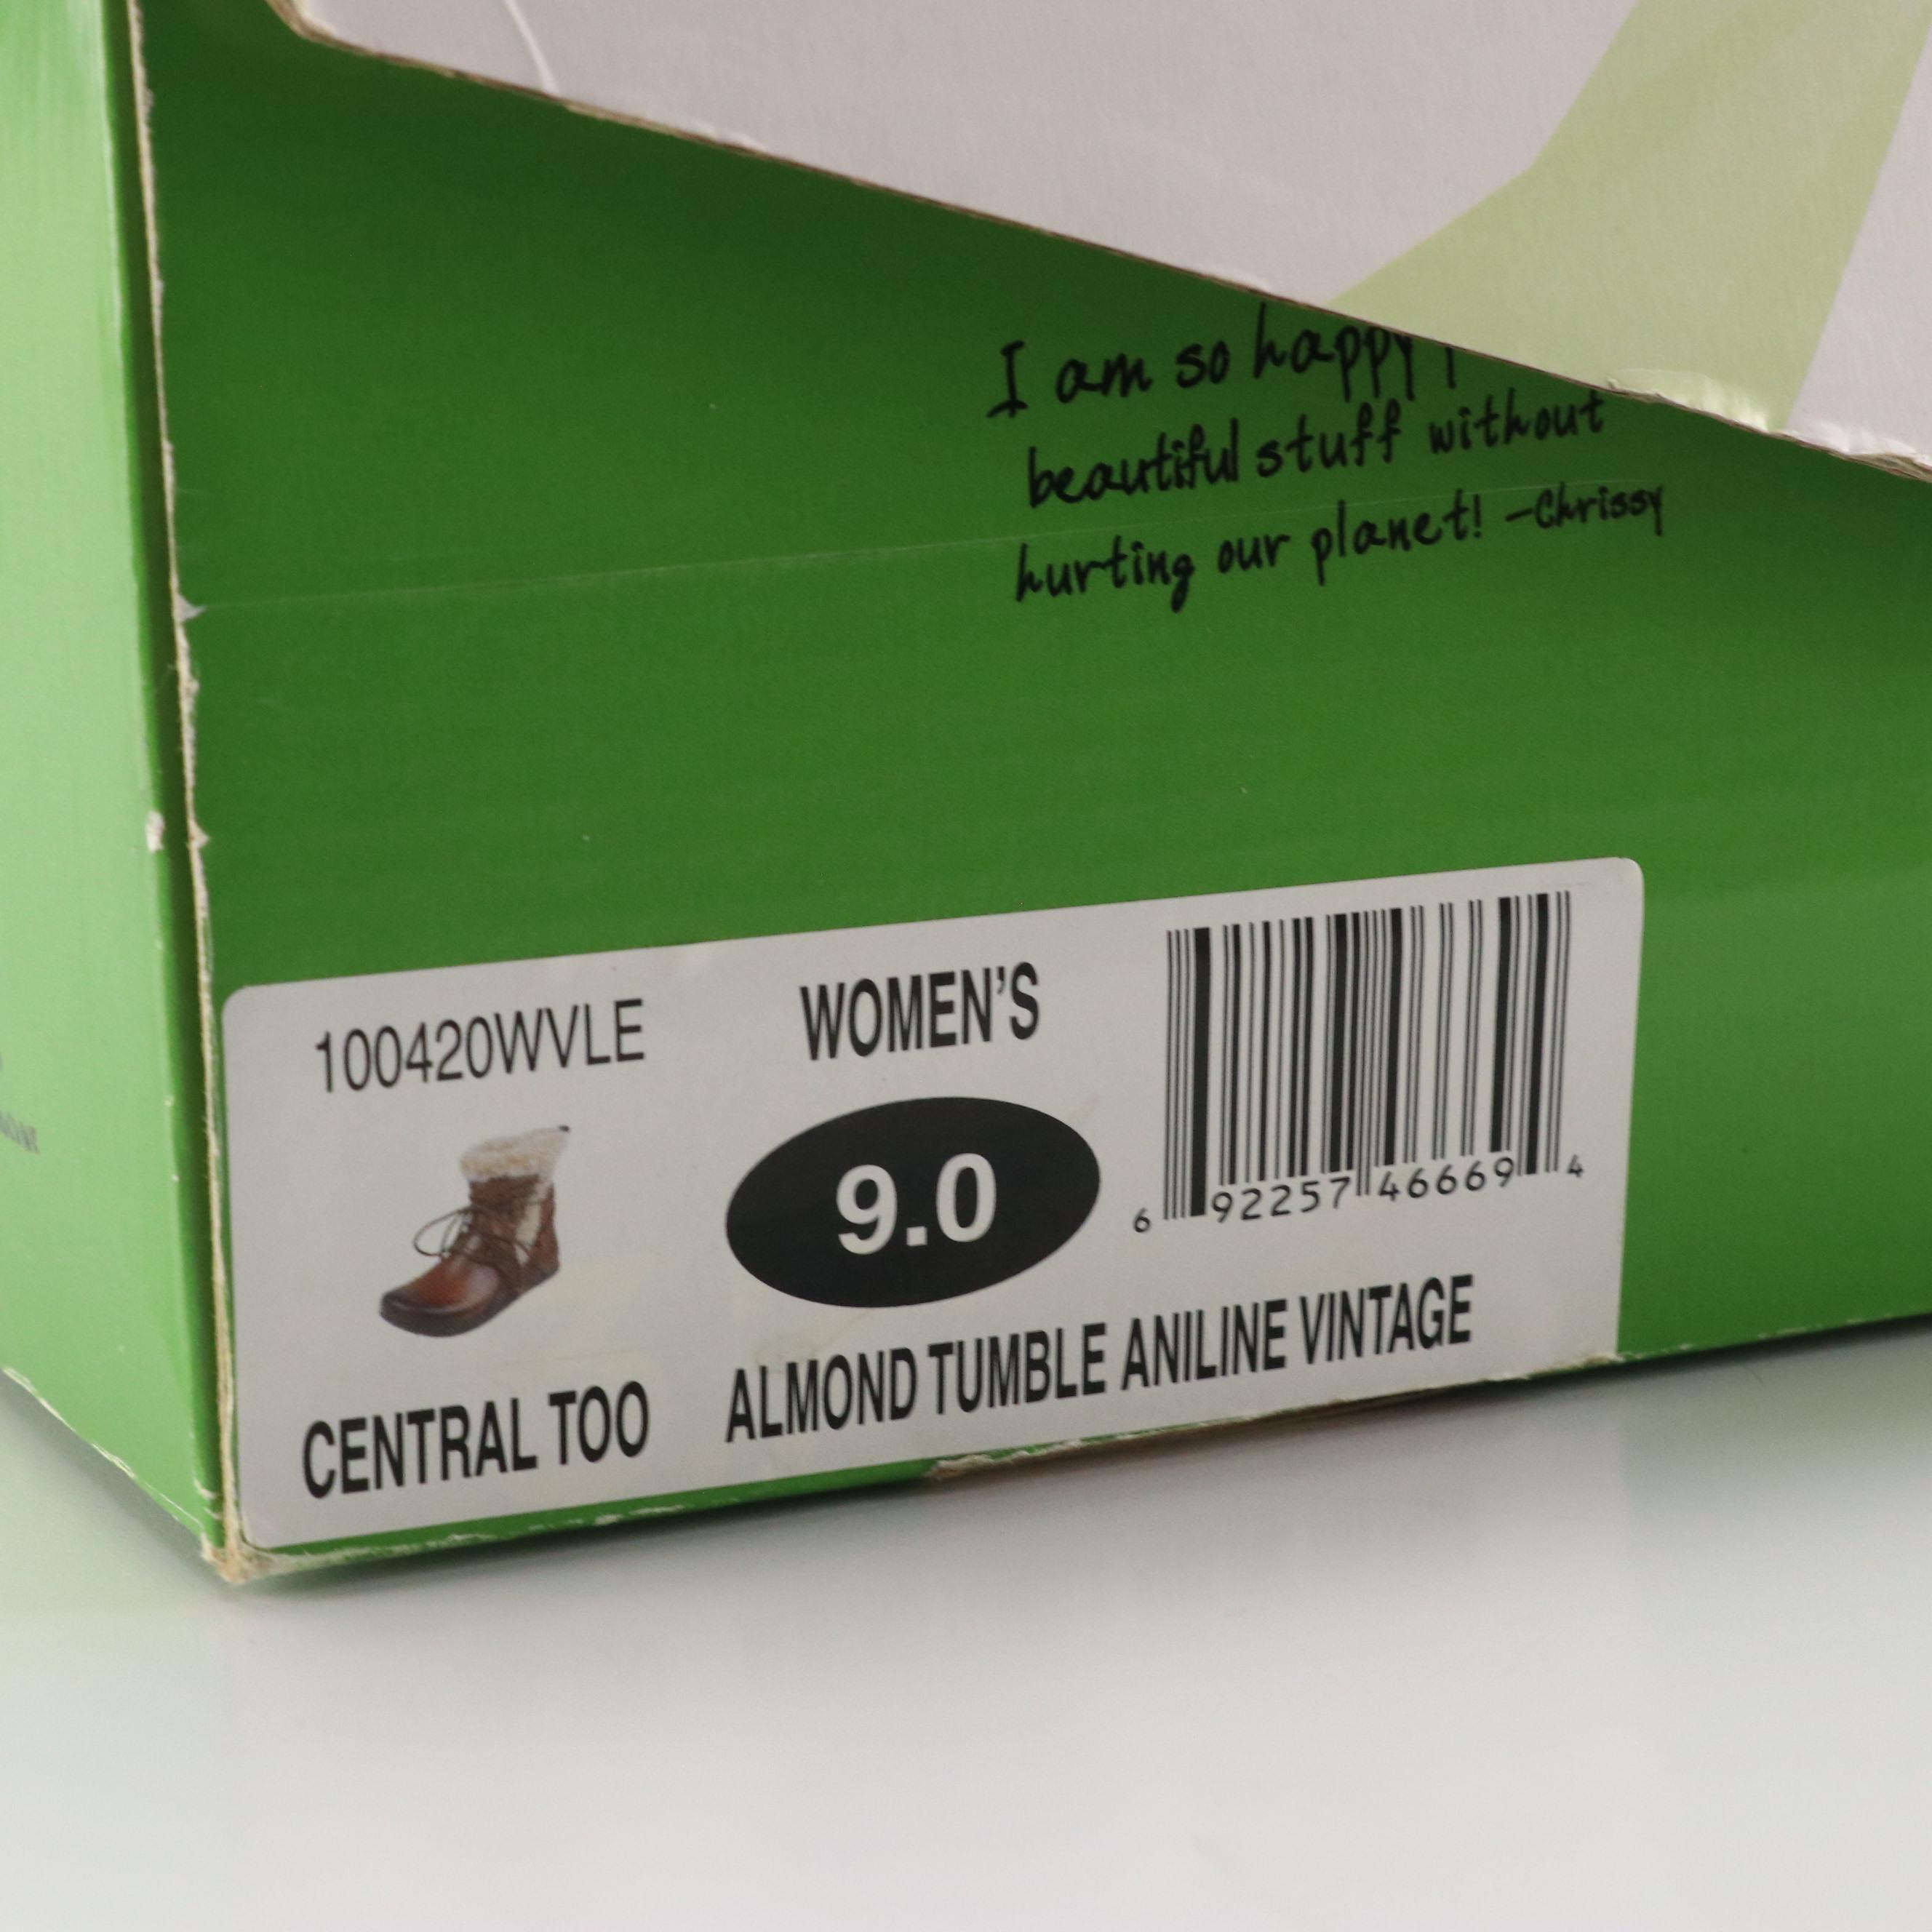 I am so happy
beautiful stuff without
hurting our planet! -Chrissy
100420WVLE
WOMEN'S
9.0
6 92257 46669 4
CENTRAL TOO
ALMOND TUMBLE ANILINE VINTAGE